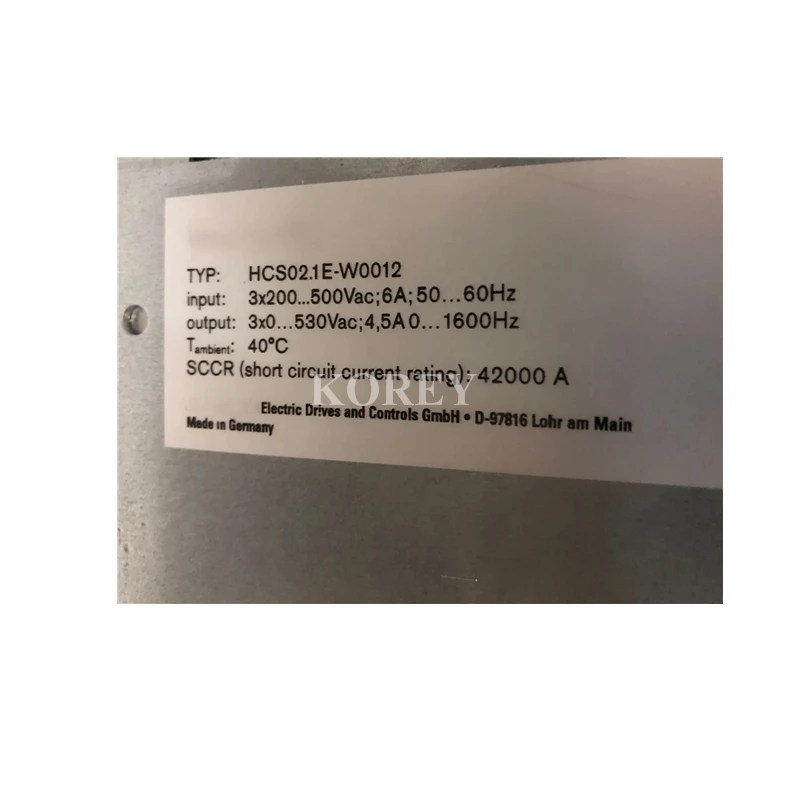 TYP: HCS02.1E-W0012
input: 3x200...500Vac;6A;50...60Hz
output: 3x0...530Vac;4,5A 0...1600Hz
Tambient: 40°C
SCCR (short circuit current rating): 42000 A
KOREY
Electric Drives and Controls GmbH • D-97816 Lohr am Main
Made in Germany